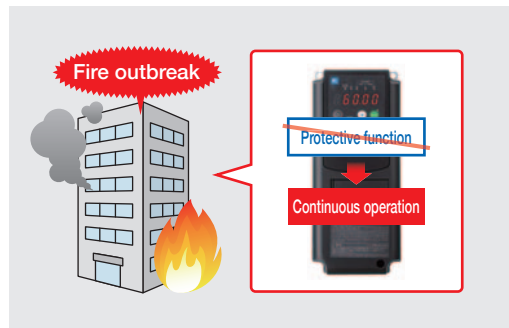 Fire outbreak
6000
Protective function
Continuous operation